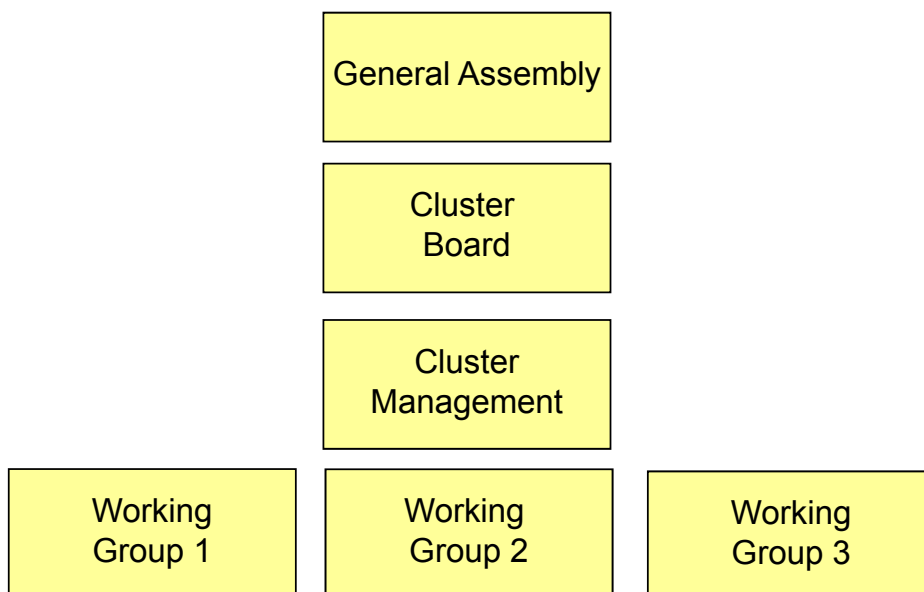 General Assembly
Cluster
Board
Cluster
Management
Working
Group 1
Working
Group 2
Working
Group 3